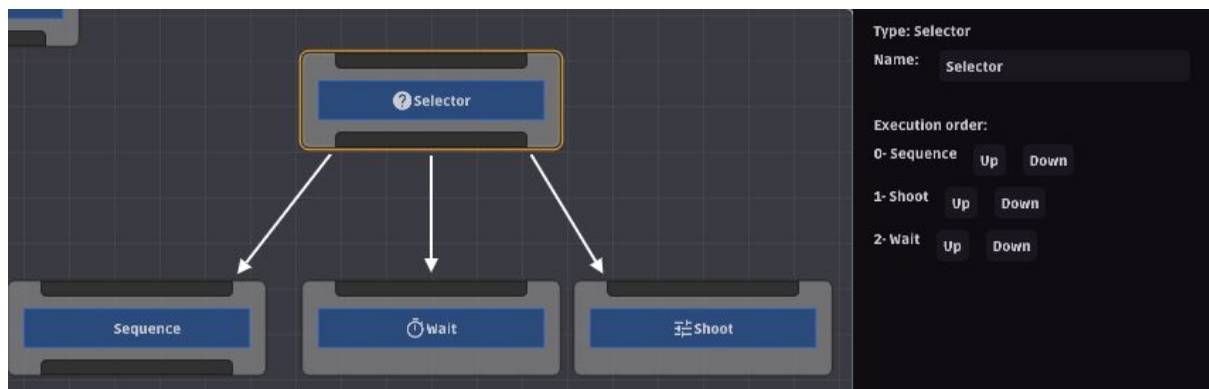 Selector
Sequence
Wait
Shoot
Type: Selector
Name: Selector
Execution order:
0- Sequence Up Down
1- Shoot Up Down
2- Wait Up Down